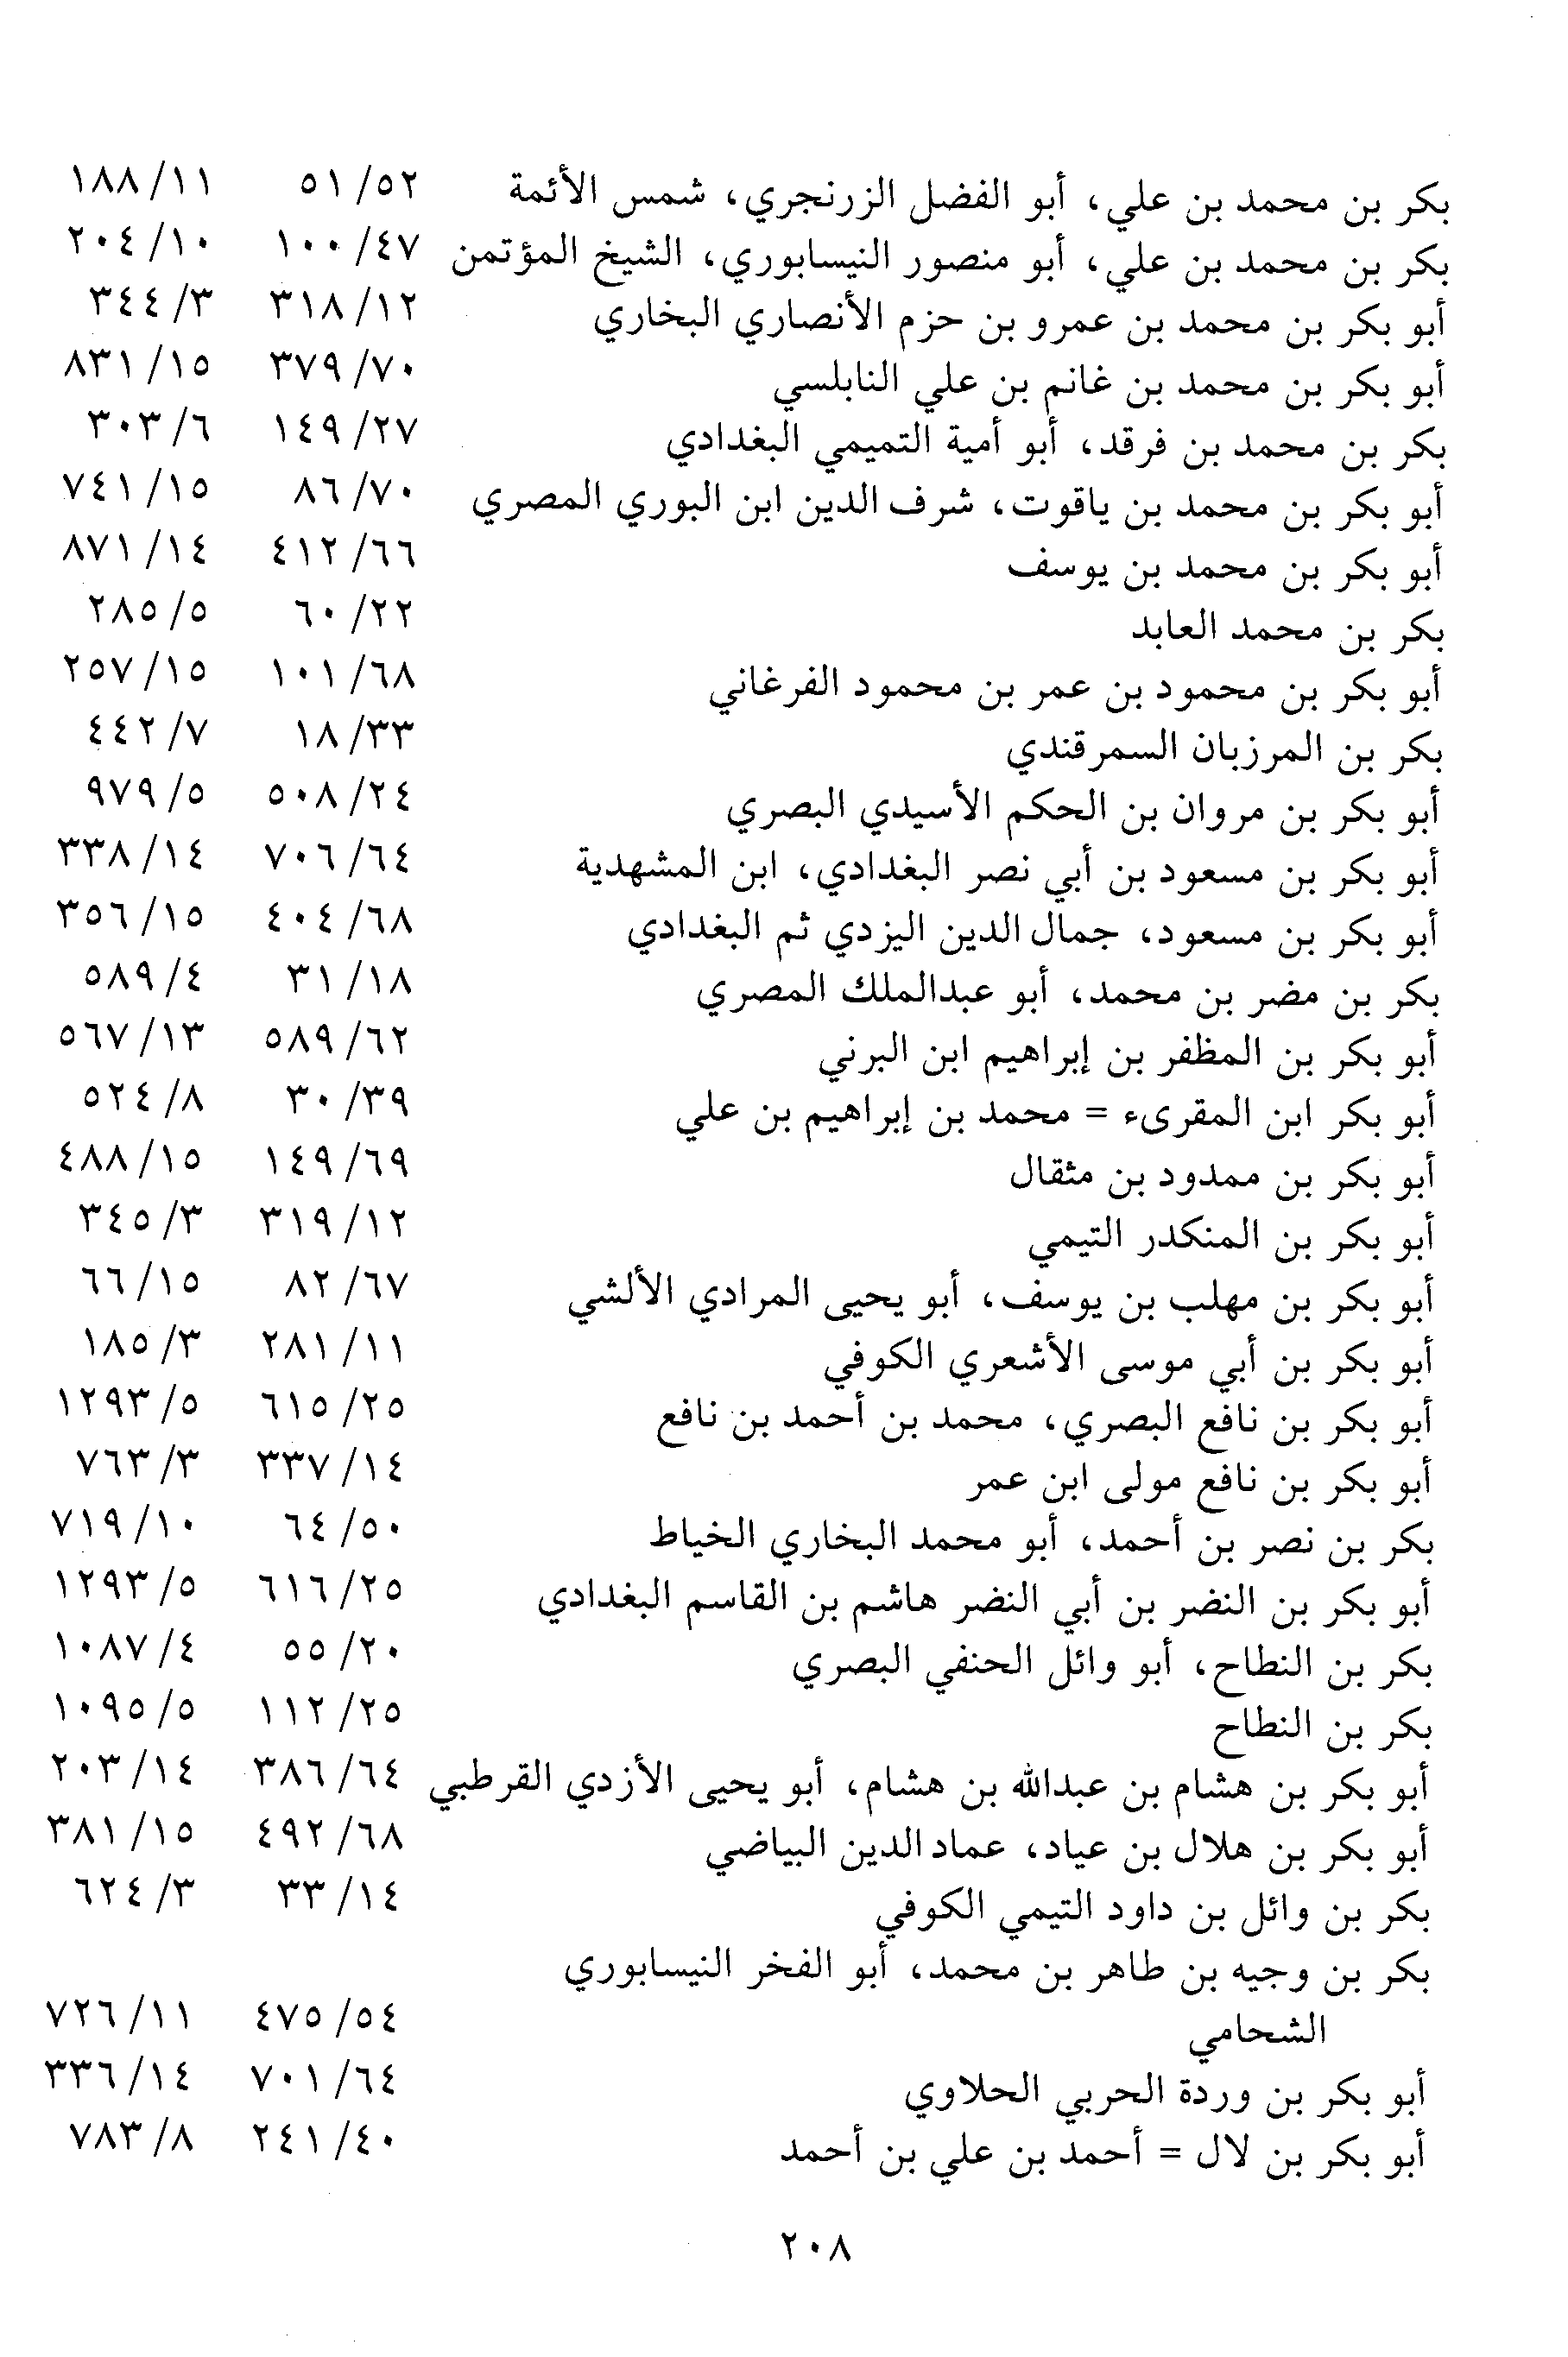 بكر بن محمد بن علي، أبو الفضل الزرنجري، شمس الأئمة ٥١/٥٢ ١٨٨/١١
بكر بن محمد بن علي، أبو منصور النيسابوري، الشيخ المؤتمن ١٠٠/٤٧ ٢٠٤/١٠
أبو بكر بن محمد بن عمرو بن حزم الأنصاري البخاري ٣١٨/١٢ ٣٤٤/٣
أبو بكر بن محمد بن غانم بن علي النابلسي ٣٧٩/٧٠ ٨٣١/١٥
بكر بن محمد بن فرقد، أبو أمية التميمي البغدادي ١٤٩/٢٧ ٣٠٣/٦
أبو بكر بن محمد بن ياقوت، شرف الدين ابن البوري المصري ٨٦/٧٠ ٧٤١/١٥
أبو بكر بن محمد بن يوسف ٤١٢/٦٦ ٨٧١/١٤
بكر بن محمد العابد ٦٠/٢٢ ٢٨٥/٥
أبو بكر بن محمود بن عمر بن محمود الفرغاني ١٠١/٦٨ ٢٥٧/١٥
بكر بن المرزبان السمرقندي ١٨/٣٣ ٤٤٢/٧
أبو بكر بن مروان بن الحكم الأسيدي البصري ٥٠٨/٢٤ ٩٧٩/٥
أبو بكر بن مسعود بن أبي نصر البغدادي، ابن المشهدية ٧٠٦/٦٤ ٣�٨/١٤
أبو بكر بن مسعود، جمال الدين اليزدي ثم البغدادي ٤٠٤/٦٨ ٣٥٦/١٥
بكر بن مضر بن محمد، أبو عبدالملك المصري ٣١/١٨ ٥٨٩/٤
أبو بكر بن المظفر بن إبراهيم ابن البرني ٥٨٩/٦٢ ٥٦٧/١٣
أبو بكر ابن المقرىء = محمد بن إبراهيم بن علي ٣٠/٣٩ ٥٢٤/٨
أبو بكر بن ممدود بن مثقال ١٤٩/٦٩ ٤٨٨/١٥
أبو بكر بن المنكدر التيمي ٣١٩/١٢ ٣٤٥/٣
أبو بكر بن مهلب بن يوسف، أبو يحيى المرادي الألشي ٨٢/٦٧ ٦٦/١٥
أبو بكر بن أبي موسى الأشعري الكوفي ٢٨١/١١ ١٨٥/٣
أبو بكر بن نافع البصري، محمد بن أحمد بن نافع ٦١٥/٢٥ ١٢٩٣/٥
أبو بكر بن نافع مولى ابن عمر ٣٣٧/١٤ ٧٦٣/٣
بكر بن نصر بن أحمد، أبو محمد البخاري الخياط ٦٤/٥٠ ٧١٩/١٠
أبو بكر بن النضر بن أبي النضر هاشم بن القاسم البغدادي ٦١٦/٢٥ ١٢٩٣/٥
بكر بن النطاح، أبو وائل الحنفي البصري ٥٥/٢٠ ١٠٨٧/٤
بكر بن النطاح ١١٢/٢٥ ١٠٩٥/٥
أبو بكر بن هشام بن عبدالله بن هشام، أبو يحيى الأزدي القرطبي ٣٨٦/٦٤ ٢٠٣/١٤
أبو بكر بن هلال بن عياد، عماد الدين البياضي ٤٩٢/٦٨ ٣٨١/١٥
بكر بن وائل بن داود التيمي الكوفي ٣٣/١٤ ٦٢٤/٣
بكر بن وجيه بن طاهر بن محمد، أبو الفخر النيسابوري
الشحامي ٤٧٥/٥٤ ٧٢٦/١١
أبو بكر بن وردة الحربي الحلاوي ٧٠١/٦٤ ٣٣٦/١٤
أبو بكر بن لال = أحمد بن علي بن أحمد ٢٤١/٤٠ ٧٨٣/٨
٢٠٨